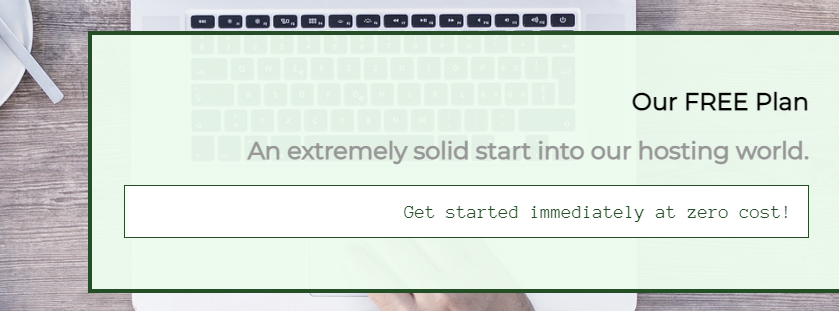 Our FREE Plan
An extremely solid start into our hosting world.
Get started immediately at zero cost!